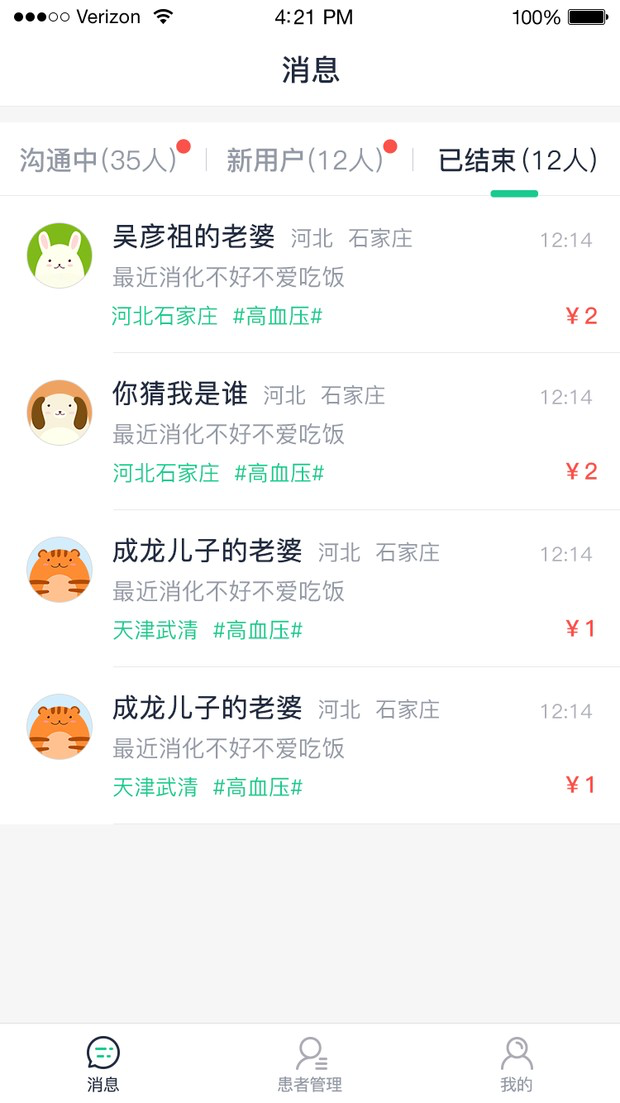 Verizon 4:21 PM 100%
消息
沟通中(35人) 新用户(12人) 已结束(12人)
吴彦祖的老婆 河北 石家庄 12:14
最近消化不好不爱吃饭
河北石家庄 #高血压# ¥2
你猜我是谁 河北 石家庄 12:14
最近消化不好不爱吃饭
河北石家庄 #高血压# ¥2
成龙儿子的老婆 河北 石家庄 12:14
最近消化不好不爱吃饭
天津武清 #高血压# ¥1
成龙儿子的老婆 河北 石家庄 12:14
最近消化不好不爱吃饭
天津武清 #高血压# ¥1
消息 患者管理 我的